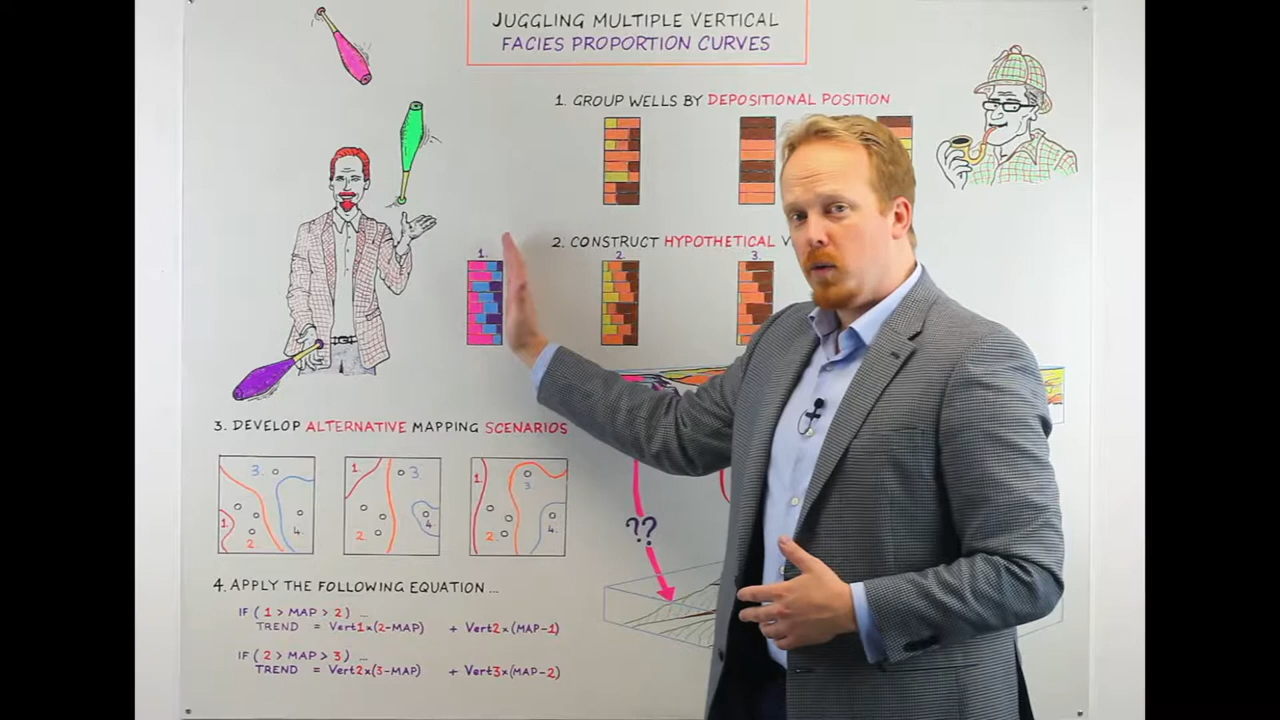 JUGGLING MULTIPLE VERTICAL
FACIES PROPORTION CURVES
1. GROUP WELLS BY DEPOSITIONAL POSITION
2. CONSTRUCT HYPOTHETICAL V
1. 2. 3.
3. DEVELOP ALTERNATIVE MAPPING SCENARIOS
3. 1. 3. 1. 3.
1. 4. 4. 4.
2. 2. 2.
??
4. APPLY THE FOLLOWING EQUATION ...
IF ( 1 > MAP > 2 ) ...
TREND = Vert1×(2-MAP) + Vert2×(MAP-1)
IF ( 2 > MAP > 3 ) ...
TREND = Vert2×(3-MAP) + Vert3×(MAP-2)